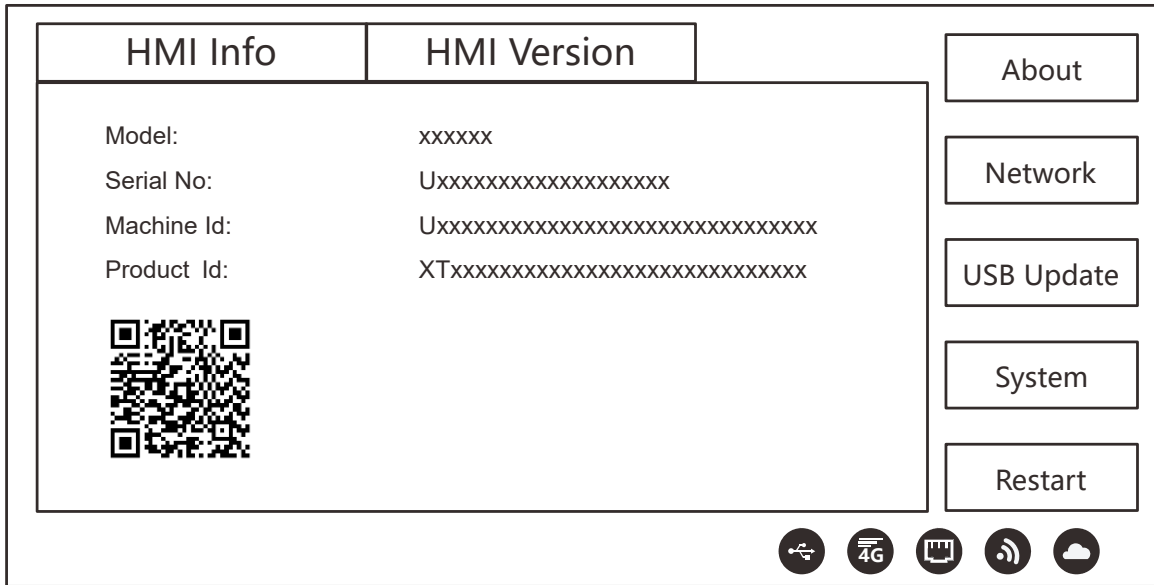 HMI Info
HMI Version
Model: xxxxxx
Serial No: Uxxxxxxxxxxxxxxxxxxx
Machine Id: Uxxxxxxxxxxxxxxxxxxxxxxxxxxxxxxx
Product Id: XTxxxxxxxxxxxxxxxxxxxxxxxxxxxxx
About
Network
USB Update
System
Restart
4G